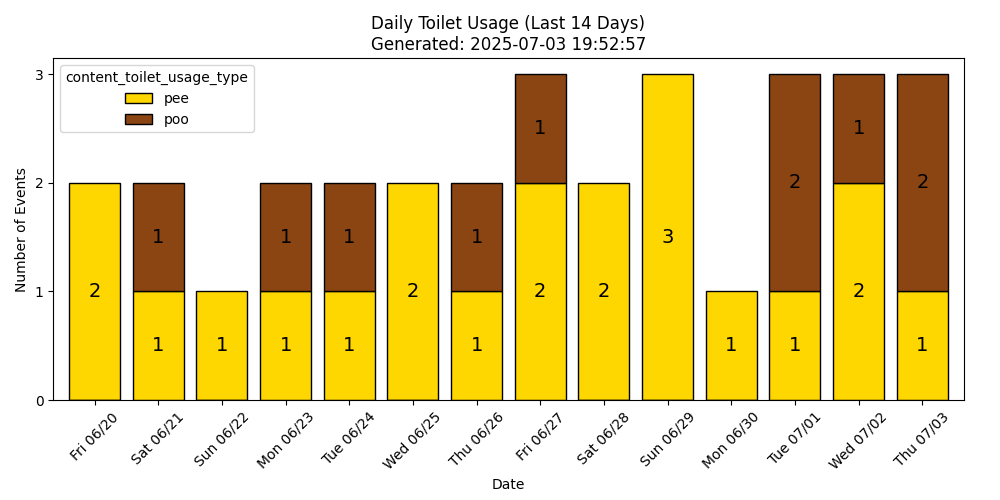 Daily Toilet Usage (Last 14 Days)
Generated: 2025-07-03 19:52:57
content_toilet_usage_type
pee
poo
Number of Events
3
2
1
0
2
1
1
1
1
1
1
1
2
1
1
1
2
2
3
1
2
1
1
2
2
1
Fri 06/20
Sat 06/21
Sun 06/22
Mon 06/23
Tue 06/24
Wed 06/25
Thu 06/26
Fri 06/27
Sat 06/28
Sun 06/29
Mon 06/30
Tue 07/01
Wed 07/02
Thu 07/03
Date